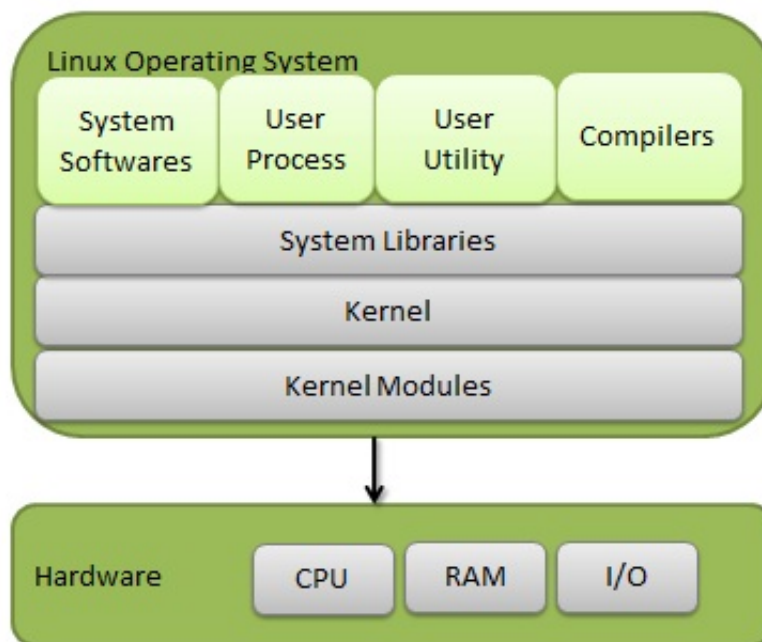 Linux Operating System
System
Softwares
User
Process
User
Utility
Compilers
System Libraries
Kernel
Kernel Modules
Hardware
CPU
RAM
I/O